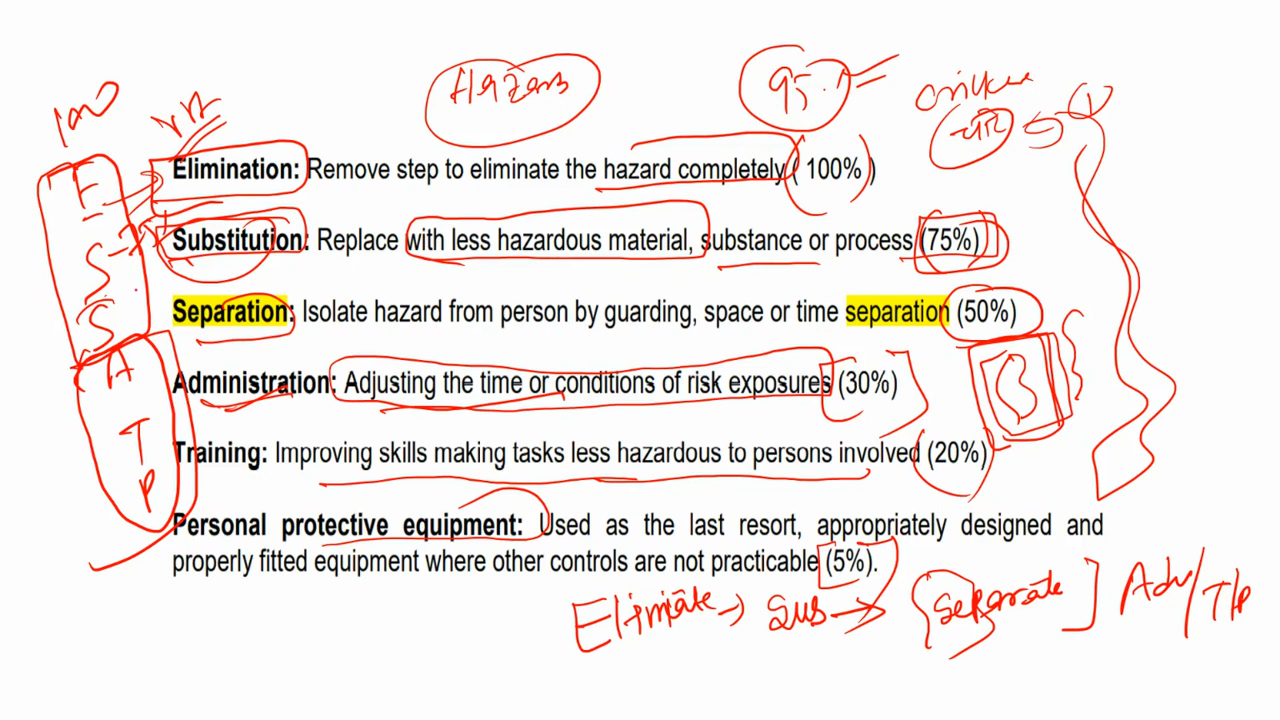 Hazard 95%
Elimination: Remove step to eliminate the hazard completely ( 100% )
Substitution: Replace with less hazardous material, substance or process (75%)
Separation: Isolate hazard from person by guarding, space or time separation (50%)
Administration: Adjusting the time or conditions of risk exposures (30%)
Training: Improving skills making tasks less hazardous to persons involved (20%)
Personal protective equipment: Used as the last resort, appropriately designed and
properly fitted equipment where other controls are not practicable (5%).
E
S
S
A
T
P
Eliminate → Sub → Separate] Adm/T/P